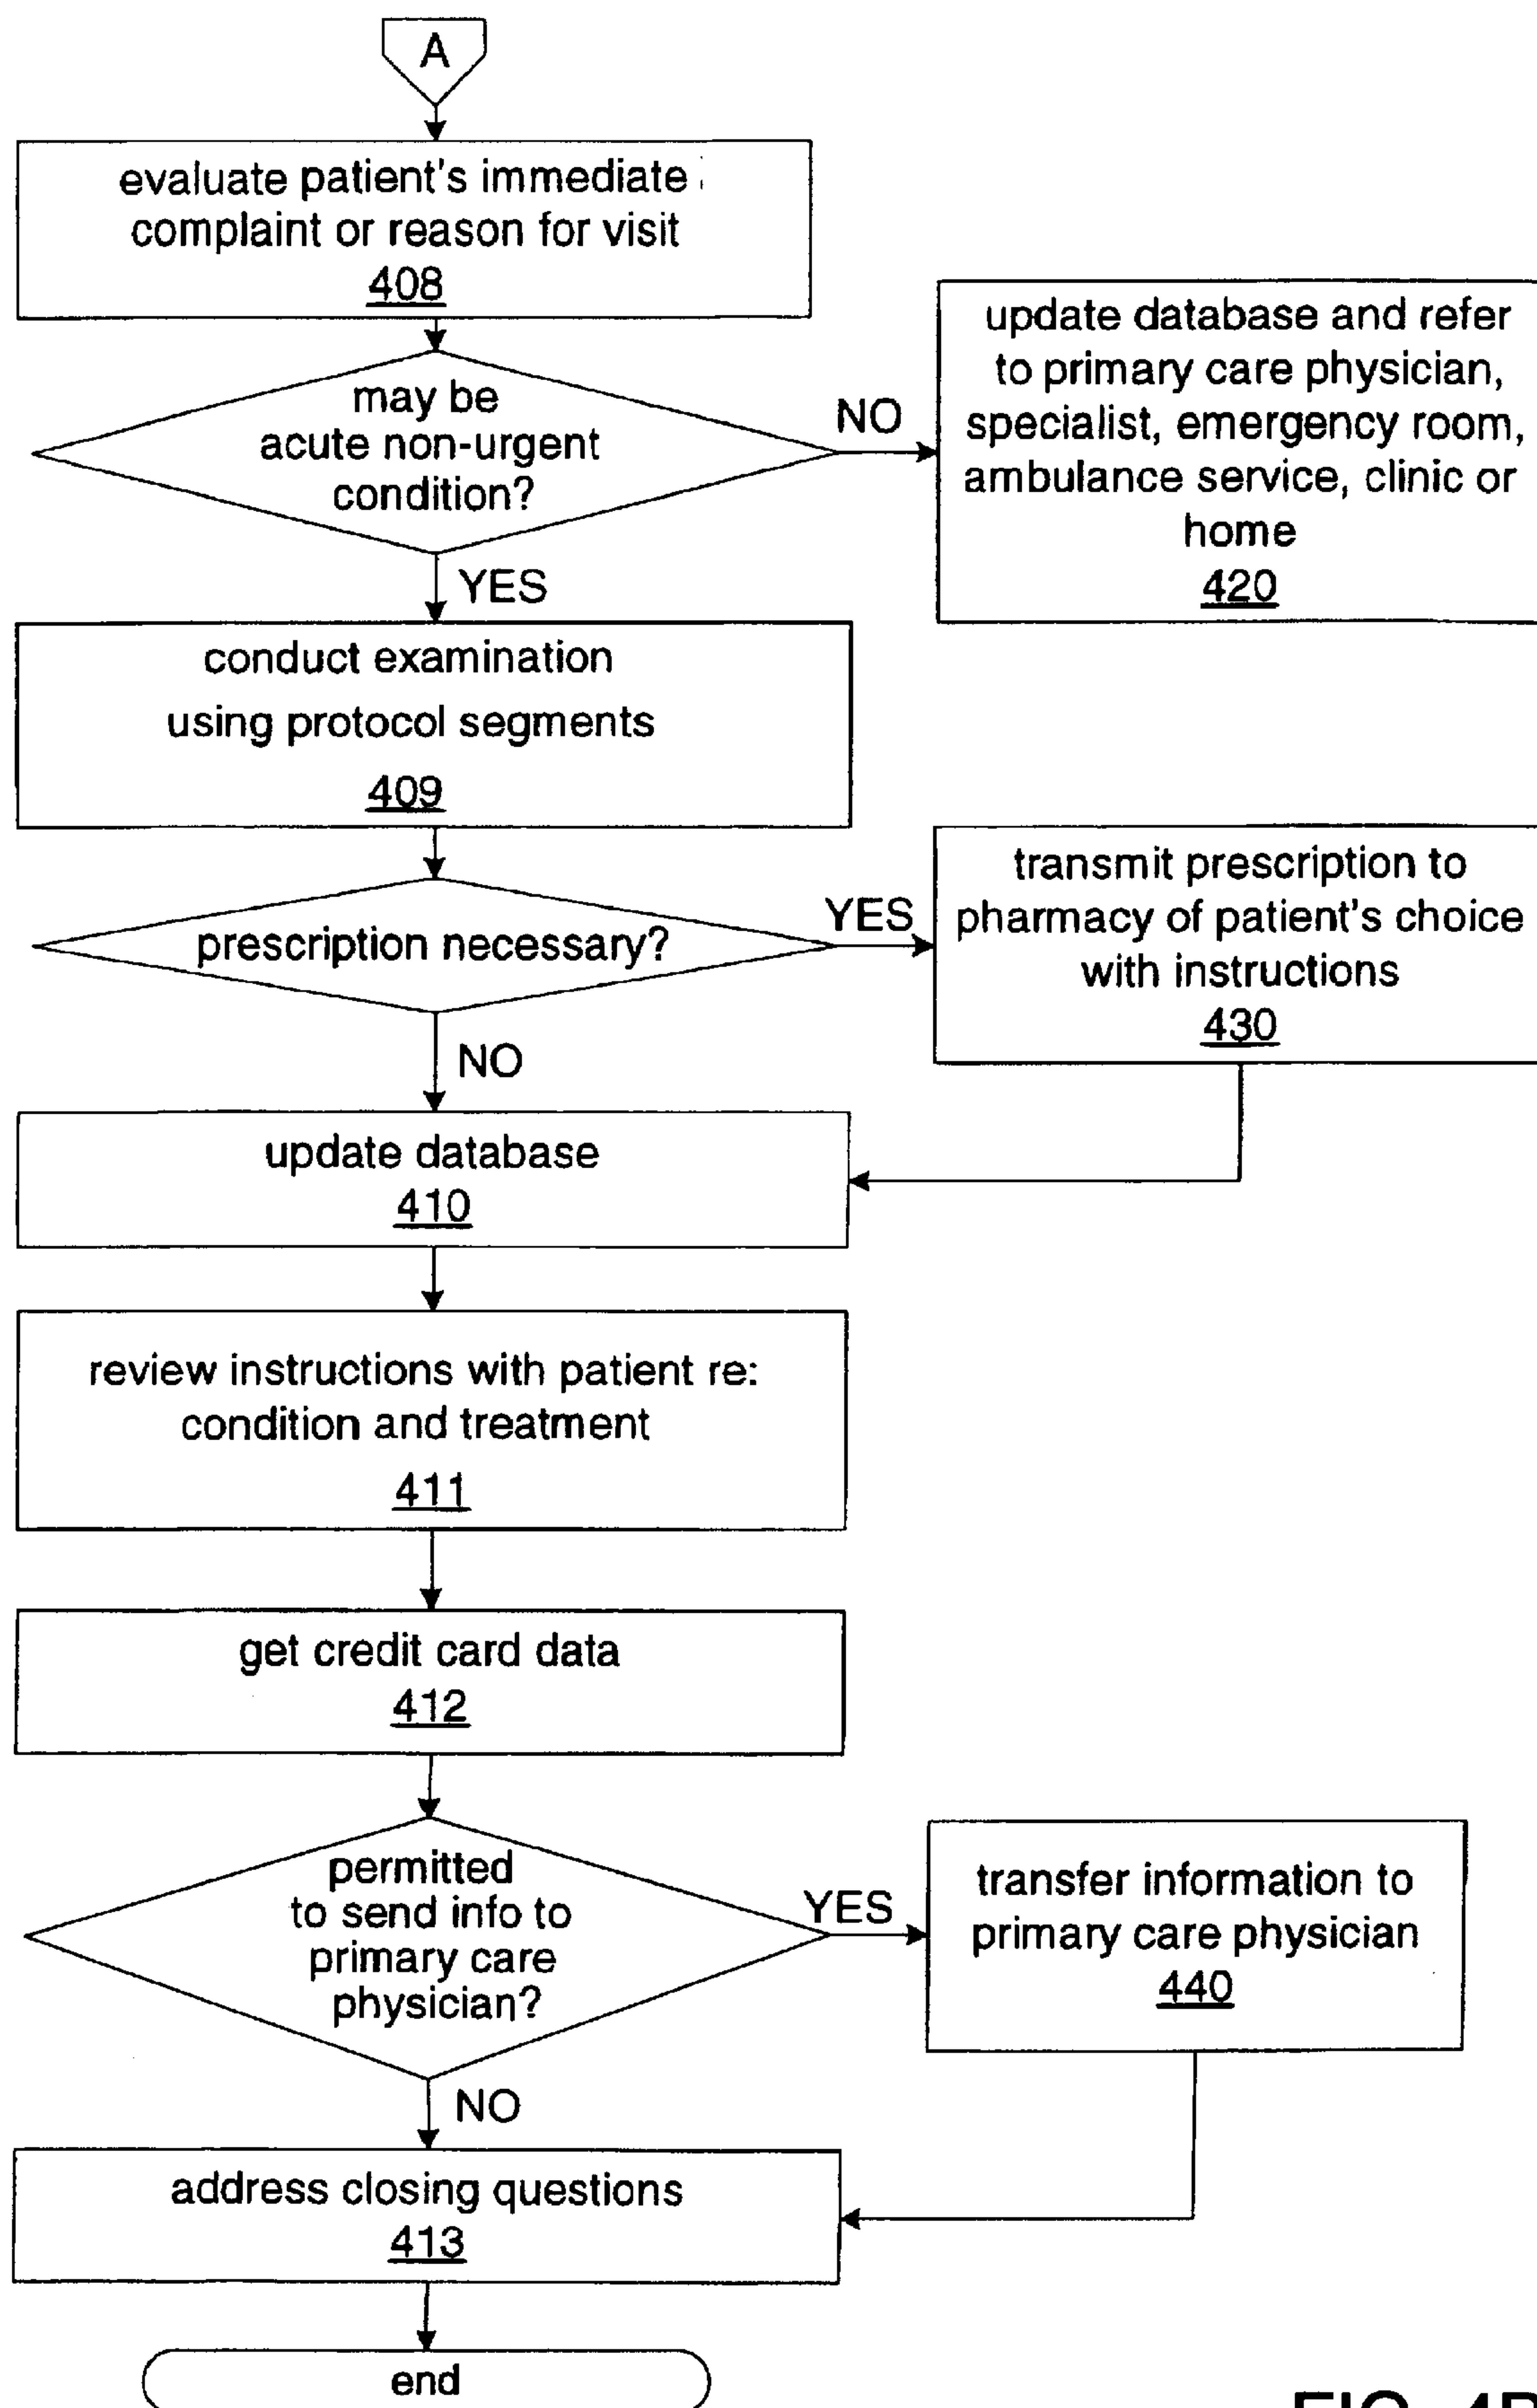 A
evaluate patient's immediate
complaint or reason for visit
408
may be
acute non-urgent
condition?
NO
update database and refer
to primary care physician,
specialist, emergency room,
ambulance service, clinic or
home
420
YES
conduct examination
using protocol segments
409
prescription necessary?
YES
transmit prescription to
pharmacy of patient's choice
with instructions
430
NO
update database
410
review instructions with patient re:
condition and treatment
411
get credit card data
412
permitted
to send info to
primary care
physician?
YES
transfer information to
primary care physician
440
NO
address closing questions
413
end